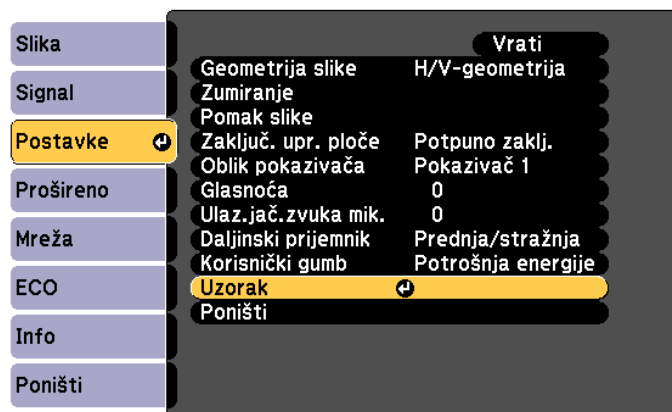 Slika
Signal
Postavke
Prošireno
Mreža
ECO
Info
Poništi
Vrati
Geometrija slike H/V-geometrija
Zumiranje
Pomak slike
Zaključ. upr. ploče Potpuno zaklj.
Oblik pokazivača Pokazivač 1
Glasnoća 0
Ulaz.jač.zvuka mik. 0
Daljinski prijemnik Prednja/stražnja
Korisnički gumb Potrošnja energije
Uzorak
Poništi